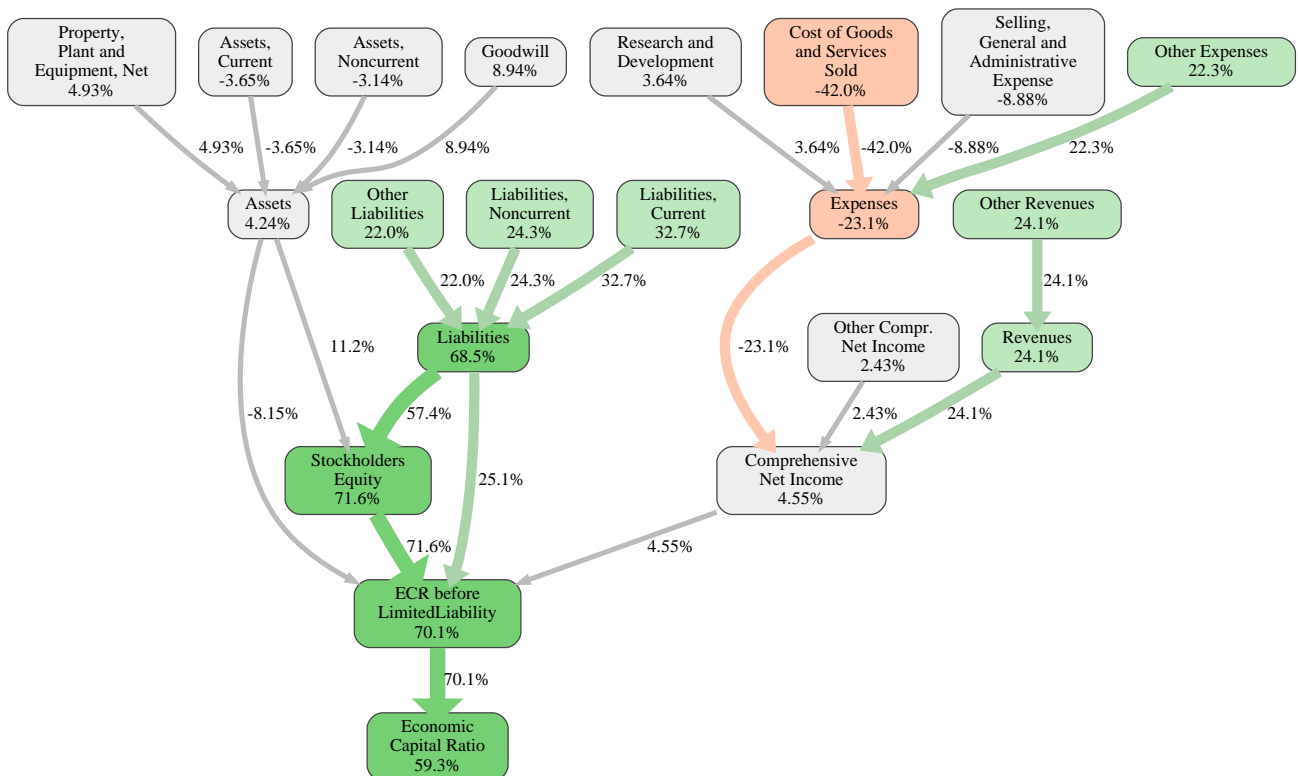 Property,
Plant and
Equipment, Net
4.93%
Assets,
Current
-3.65%
Assets,
Noncurrent
-3.14%
Goodwill
8.94%
Research and
Development
3.64%
Cost of Goods
and Services
Sold
-42.0%
Selling,
General and
Administrative
Expense
-8.88%
Other Expenses
22.3%
4.93%
-3.65%
-3.14%
8.94%
3.64%
-42.0%
-8.88%
22.3%
Assets
4.24%
Other
Liabilities
22.0%
Liabilities,
Noncurrent
24.3%
Liabilities,
Current
32.7%
Expenses
-23.1%
Other Revenues
24.1%
22.0%
24.3%
32.7%
24.1%
Liabilities
68.5%
11.2%
-23.1%
Other Compr.
Net Income
2.43%
Revenues
24.1%
-8.15%
57.4%
2.43%
24.1%
Stockholders
Equity
71.6%
25.1%
Comprehensive
Net Income
4.55%
71.6%
4.55%
ECR before
LimitedLiability
70.1%
70.1%
Economic
Capital Ratio
59.3%